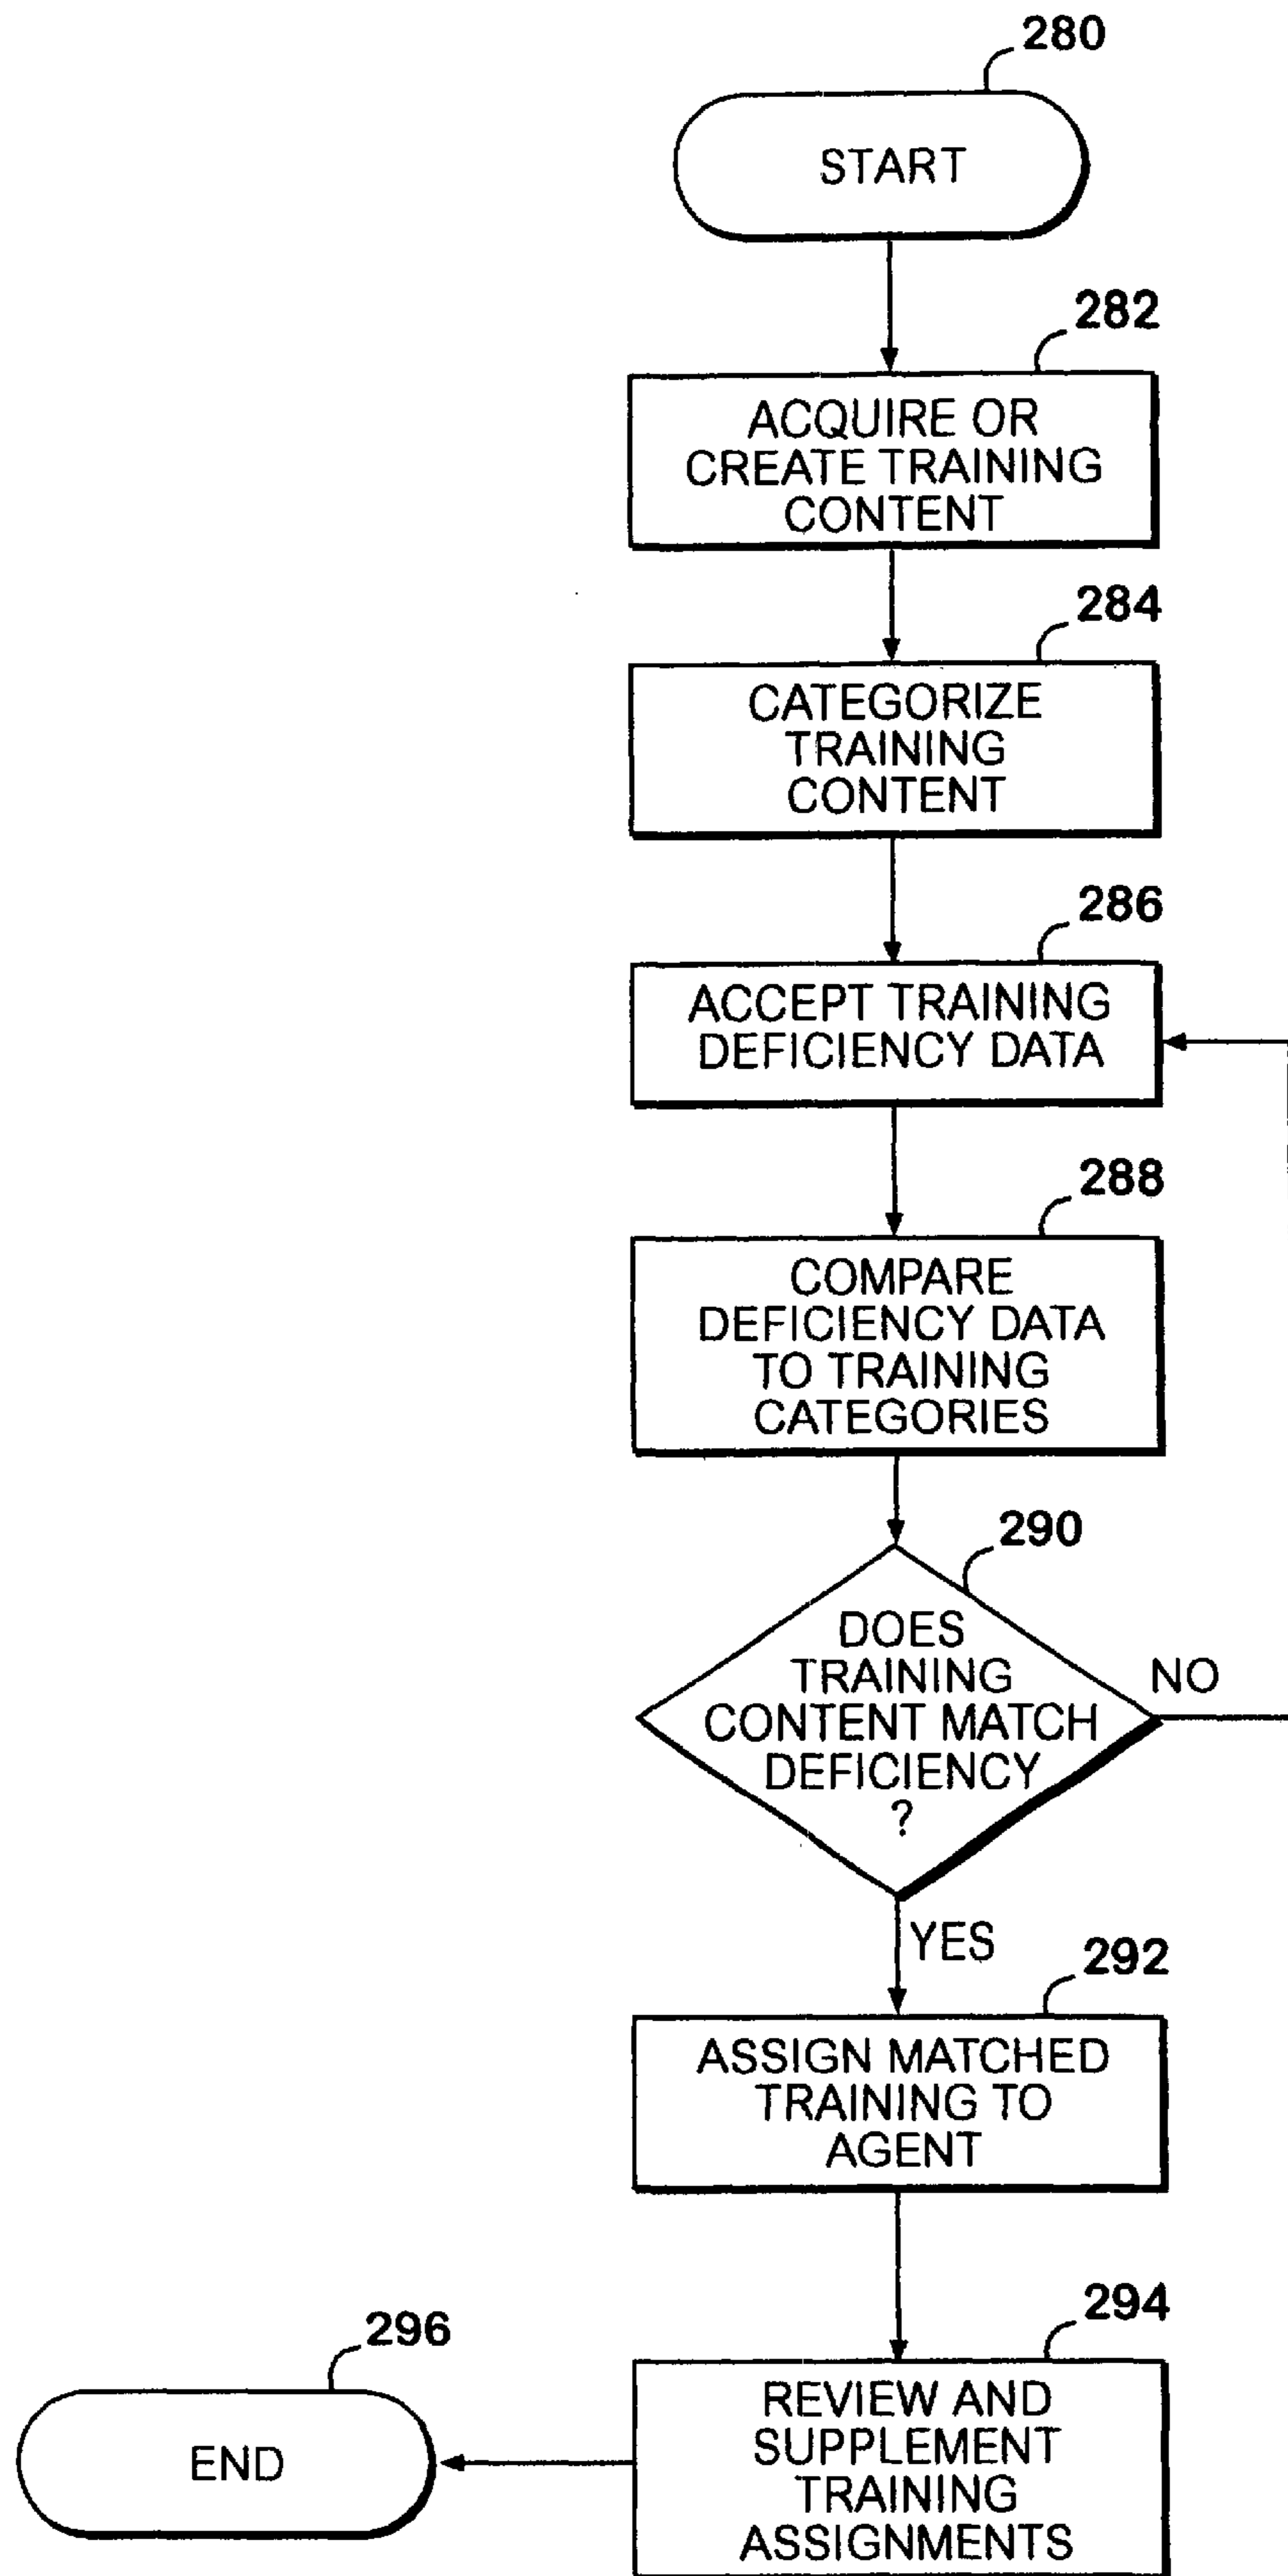 280
START
282
ACQUIRE OR
CREATE TRAINING
CONTENT
284
CATEGORIZE
TRAINING
CONTENT
286
ACCEPT TRAINING
DEFICIENCY DATA
288
COMPARE
DEFICIENCY DATA
TO TRAINING
CATEGORIES
290
DOES
TRAINING
CONTENT MATCH
DEFICIENCY
?
NO
YES
292
ASSIGN MATCHED
TRAINING TO
AGENT
294
REVIEW AND
SUPPLEMENT
TRAINING
ASSIGNMENTS
296
END